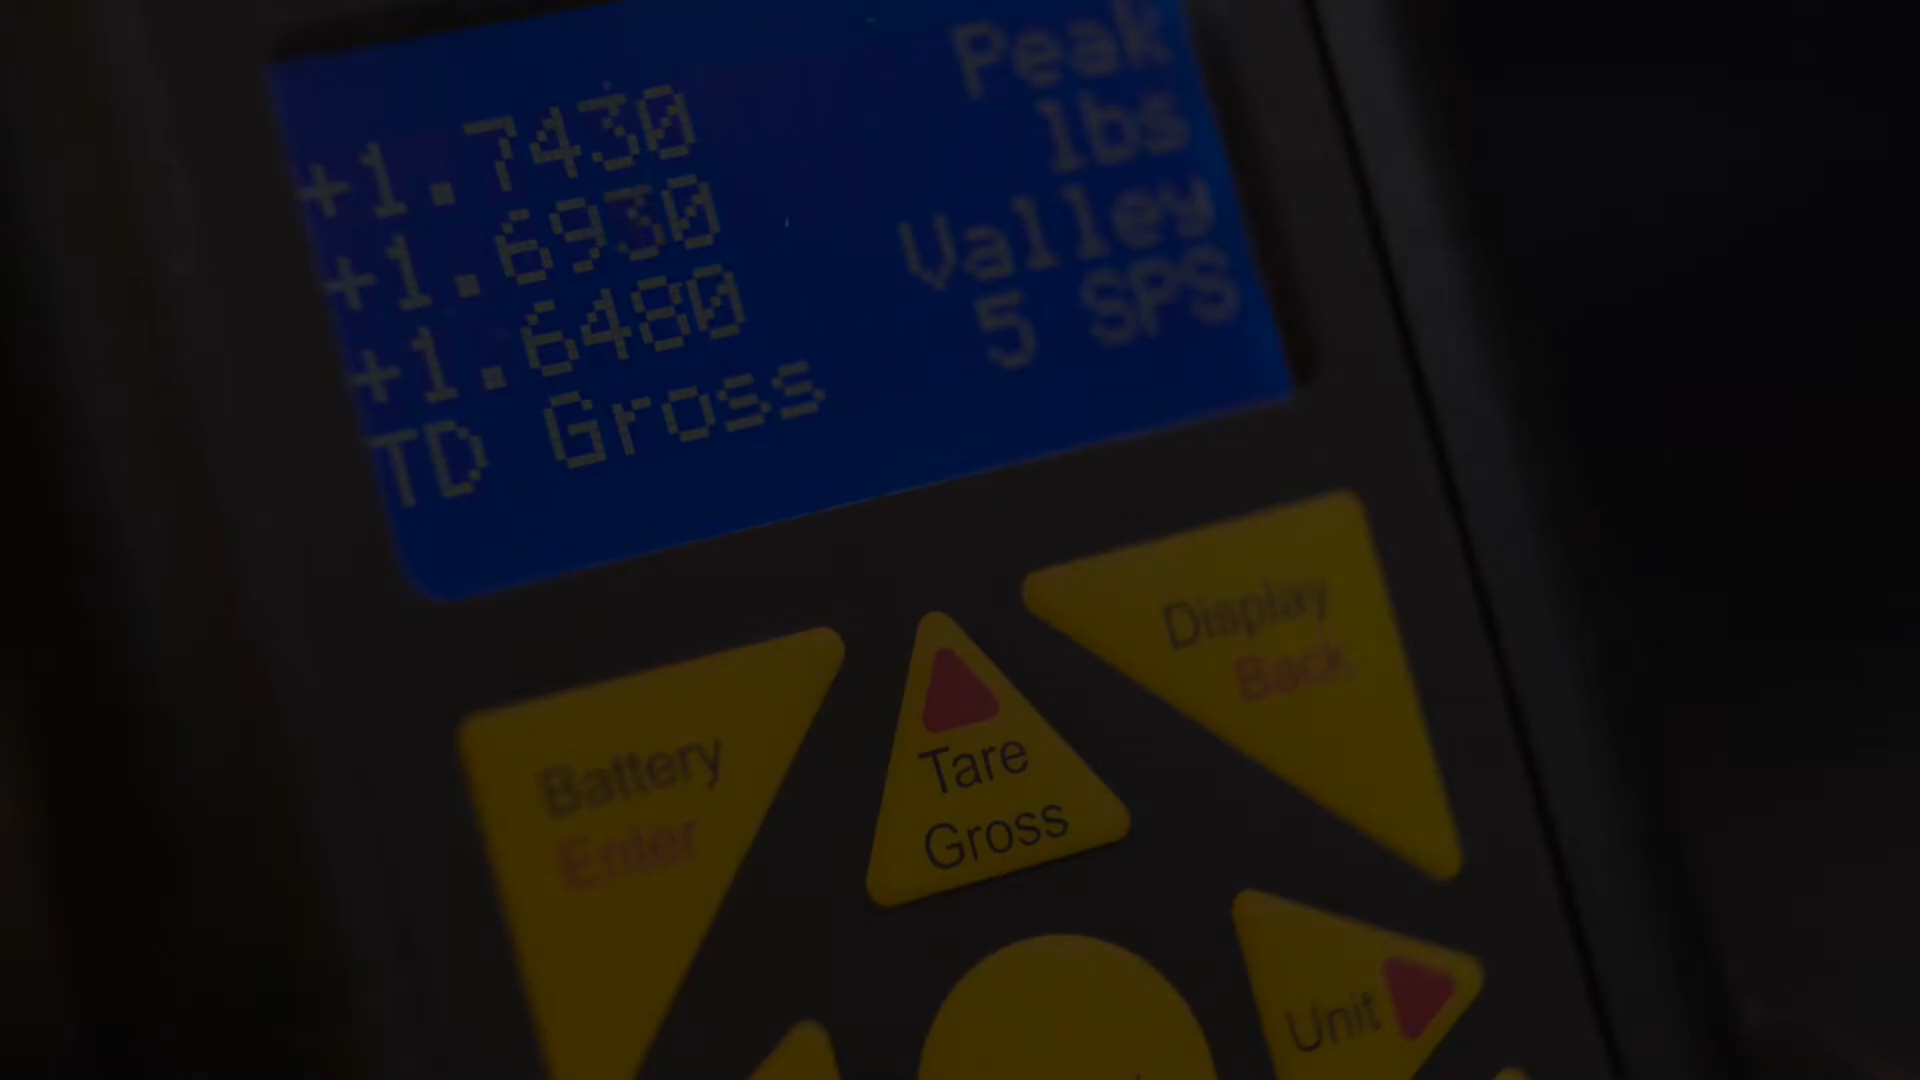 +1.7430 Peak
+1.6930 lbs
+1.6480 Valley
TD Gross 5 SPS
Battery
Enter
Tare
Gross
Display
Back
Unit